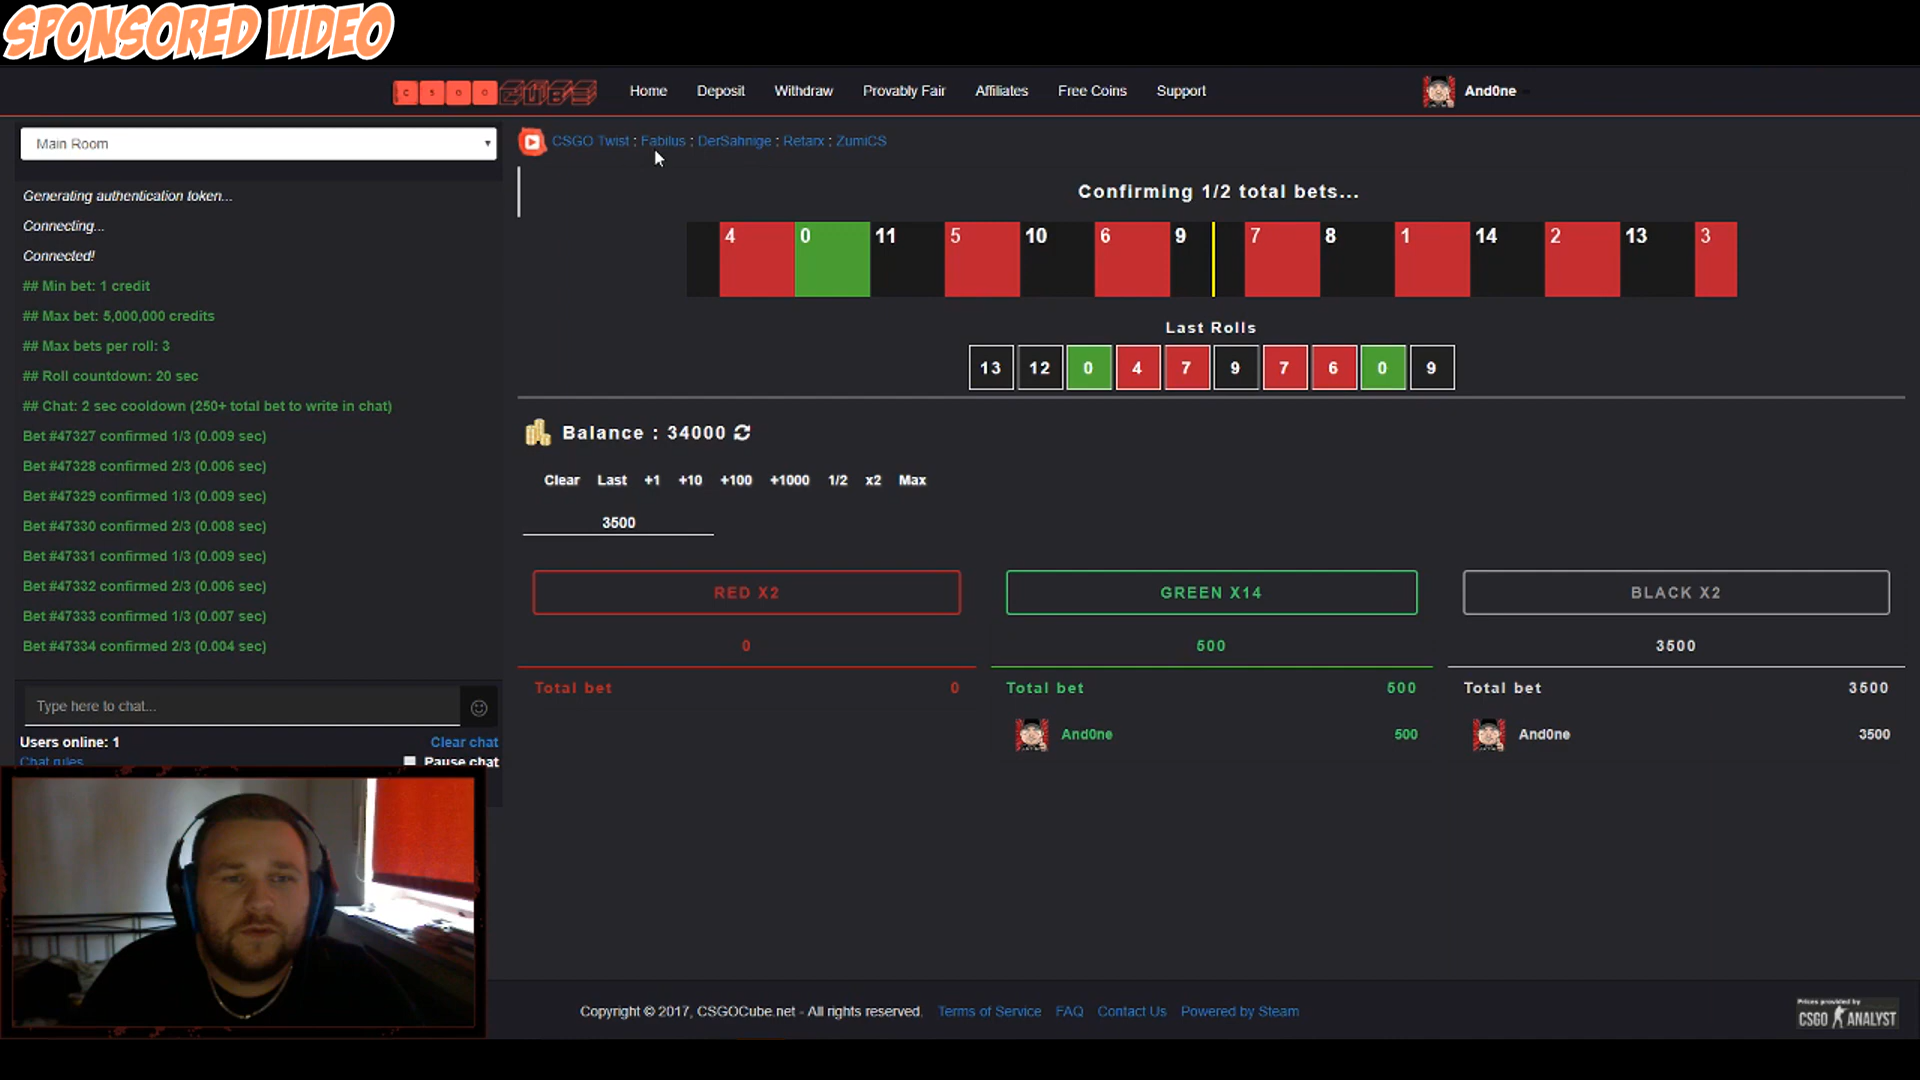 SPONSORED VIDEO
CSGO CUBE Home Deposit Withdraw Provably Fair Affiliates Free Coins Support And0ne
Main Room
CSGO Twist : Fabilus : DerSahnige : Retarx : ZumiCS
Generating authentication token...
Connecting...
Connected!
## Min bet: 1 credit
## Max bet: 5,000,000 credits
## Max bets per roll: 3
## Roll countdown: 20 sec
## Chat: 2 sec cooldown (250+ total bet to write in chat)
Bet #47327 confirmed 1/3 (0.009 sec)
Bet #47328 confirmed 2/3 (0.006 sec)
Bet #47329 confirmed 1/3 (0.009 sec)
Bet #47330 confirmed 2/3 (0.008 sec)
Bet #47331 confirmed 1/3 (0.009 sec)
Bet #47332 confirmed 2/3 (0.006 sec)
Bet #47333 confirmed 1/3 (0.007 sec)
Bet #47334 confirmed 2/3 (0.004 sec)
Type here to chat...
Users online: 1 Clear chat
Chat rules Pause chat
Confirming 1/2 total bets...
4 0 11 5 10 6 9 7 8 1 14 2 13 3
Last Rolls
13 12 0 4 7 9 7 6 0 9
Balance : 34000
Clear Last +1 +10 +100 +1000 1/2 x2 Max
3500
RED X2 GREEN X14 BLACK X2
0 500 3500
Total bet 0 Total bet 500 Total bet 3500
And0ne 500 And0ne 3500
Copyright © 2017, CSGOCube.net - All rights reserved. Terms of Service FAQ Contact Us Powered by Steam
Prices provided by
CSGO ANALYST